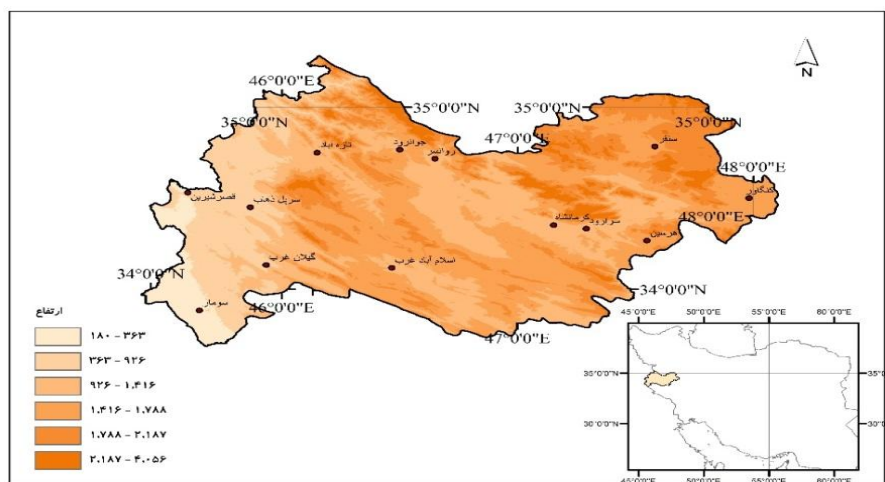 N
46°0'0"E
35°0'0"N
35°0'0"N
35°0'0"N
35°0'0"N
47°0'0"E
سنقر
تازه آباد
جوانرود
روانسر
48°0'0"E
کنگاور
قصرشیرین
سرپل ذهاب
کرمانشاه
سرارود
48°0'0"E
هرسین
گیلان غرب
اسلام آباد غرب
34°0'0"N
34°0'0"N
سومار
46°0'0"E
47°0'0"E
ارتفاع
۱۸۰ - ۳۶۳
۳۶۳ - ۹۲۶
۹۲۶ - ۱.۴۱۶
۱.۴۱۶ - ۱.۷۸۸
۱.۷۸۸ - ۲.۱۸۷
۲.۱۸۷ - ۴.۰۵۶
45°0'0"E
50°0'0"E
55°0'0"E
60°0'0"E
35°0'0"N
30°0'0"N